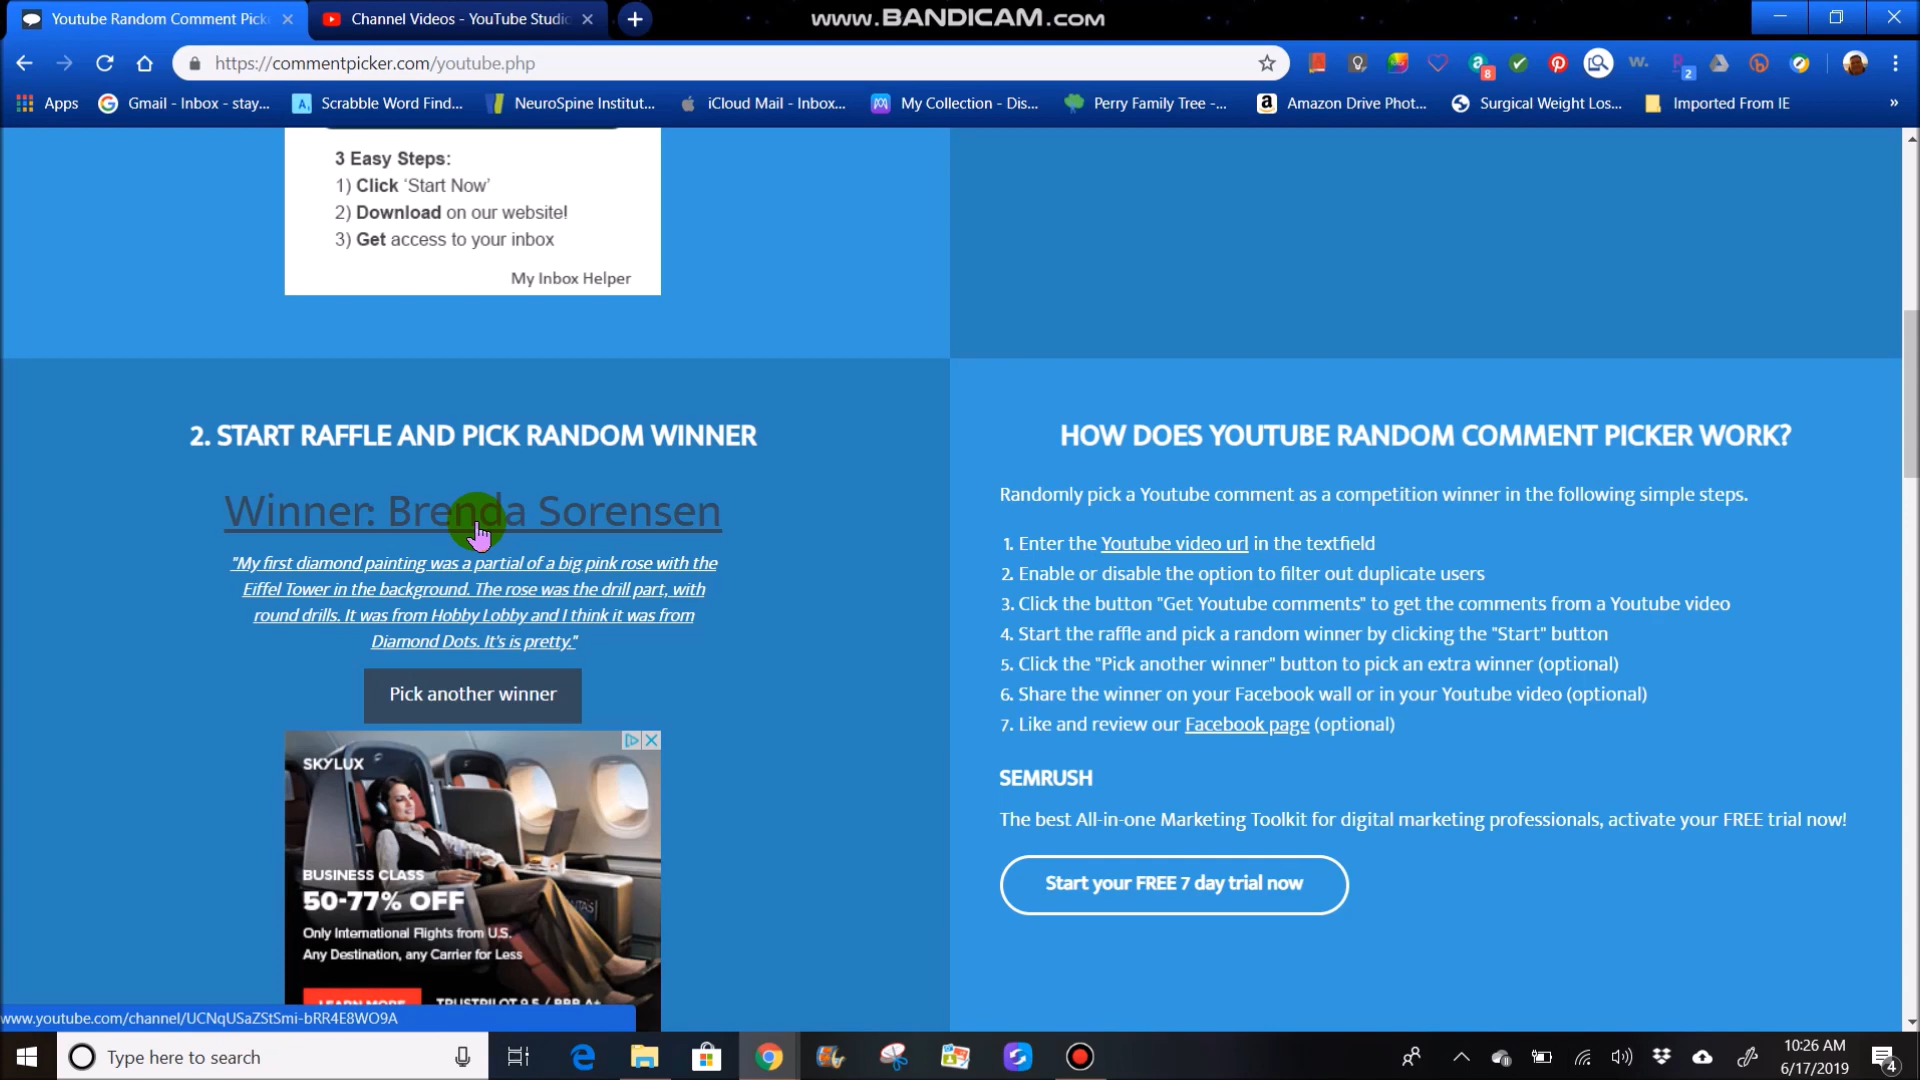 Youtube Random Comment Pick
Channel Videos - YouTube Studio
www.BANDICAM.com
https://commentpicker.com/youtube.php
8
w.
2
Apps
Gmail - Inbox - stay...
Scrabble Word Find...
NeuroSpine Institut...
iCloud Mail - Inbox...
My Collection - Dis...
Perry Family Tree -...
Amazon Drive Phot...
Surgical Weight Los...
Imported From IE
»
3 Easy Steps:
1) Click ‘Start Now’
2) Download on our website!
3) Get access to your inbox
My Inbox Helper
2. START RAFFLE AND PICK RANDOM WINNER
Winner: Brenda Sorensen
"My first diamond painting was a partial of a big pink rose with the
Eiffel Tower in the background. The rose was the drill part, with
round drills. It was from Hobby Lobby and I think it was from
Diamond Dots. It's is pretty."
Pick another winner
SKYLUX
BUSINESS CLASS
50-77% OFF
Only International Flights from U.S.
Any Destination, any Carrier for Less
LEARN MORE
TRUSTPILOT 9.5 / BBB A+
HOW DOES YOUTUBE RANDOM COMMENT PICKER WORK?
Randomly pick a Youtube comment as a competition winner in the following simple steps.
1. Enter the Youtube video url in the textfield
2. Enable or disable the option to filter out duplicate users
3. Click the button "Get Youtube comments" to get the comments from a Youtube video
4. Start the raffle and pick a random winner by clicking the "Start" button
5. Click the "Pick another winner" button to pick an extra winner (optional)
6. Share the winner on your Facebook wall or in your Youtube video (optional)
7. Like and review our Facebook page (optional)
SEMRUSH
The best All-in-one Marketing Toolkit for digital marketing professionals, activate your FREE trial now!
Start your FREE 7 day trial now
www.youtube.com/channel/UCNqUSaZStSmi-bRR4E8WO9A
Type here to search
10:26 AM
6/17/2019
4